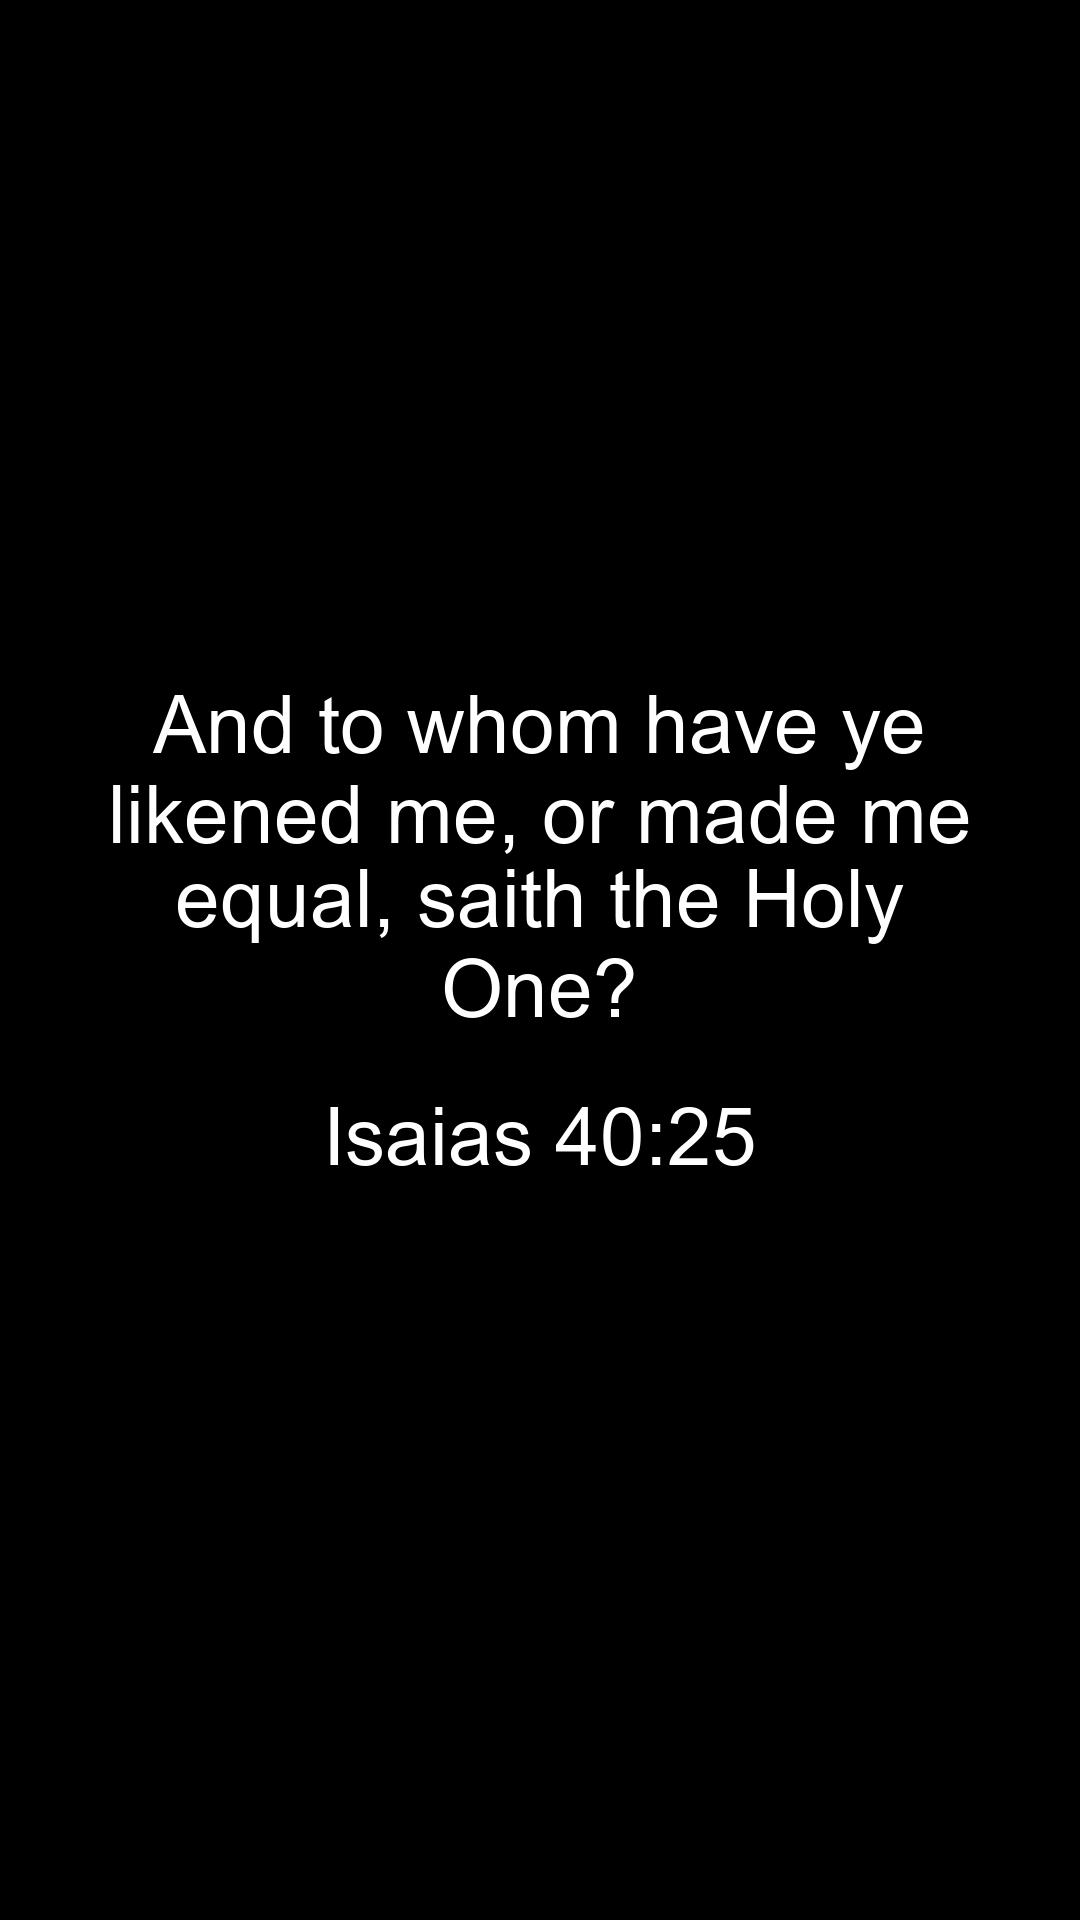 And to whom have ye
likened me, or made me
equal, saith the Holy
One?
Isaias 40:25